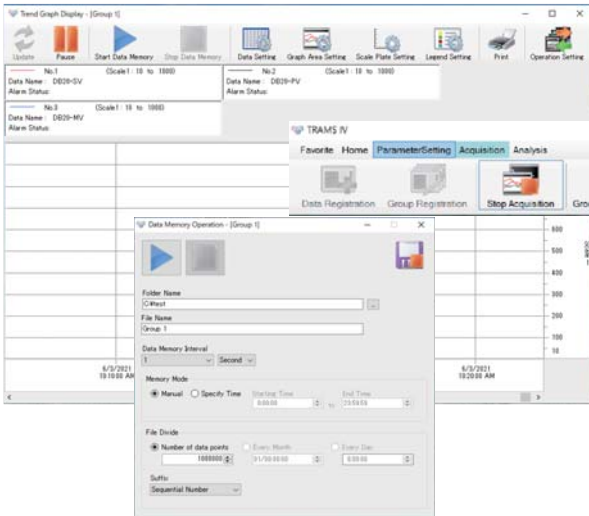 Trend Graph Display - [Group 1]
Update Pause Start Data Memory Stop Data Memory Data Setting Graph Area Setting Scale Plate Setting Legend Setting Print Operation Setting
No.1 (Scale1: 10 to 1000)
Data Name : DB20-SV
Alarm Status:
No.2 (Scale1: 10 to 1000)
Data Name : DB20-PV
Alarm Status:
No.3 (Scale1: 10 to 1000)
Data Name : DB20-MV
Alarm Status:
TRAMS IV
Favorite Home ParameterSetting Acquisition Analysis
Data Registration Group Registration Stop Acquisition Gro
600
500
400
300
200
100
10
6/3/2021
10:10:00 AM
6/3/2021
10:20:00 AM
Data Memory Operation - [Group 1]
Folder Name
C:¥test
...
File Name
Group 1
Data Memory Interval
1 Second
Memory Mode
Manual Specify Time Starting Time End Time
0:00:00 to
File Divide
Number of data points Every Month Every Day
1000000 01/00:00:00 0:00:00
Suffix
Sequential Number